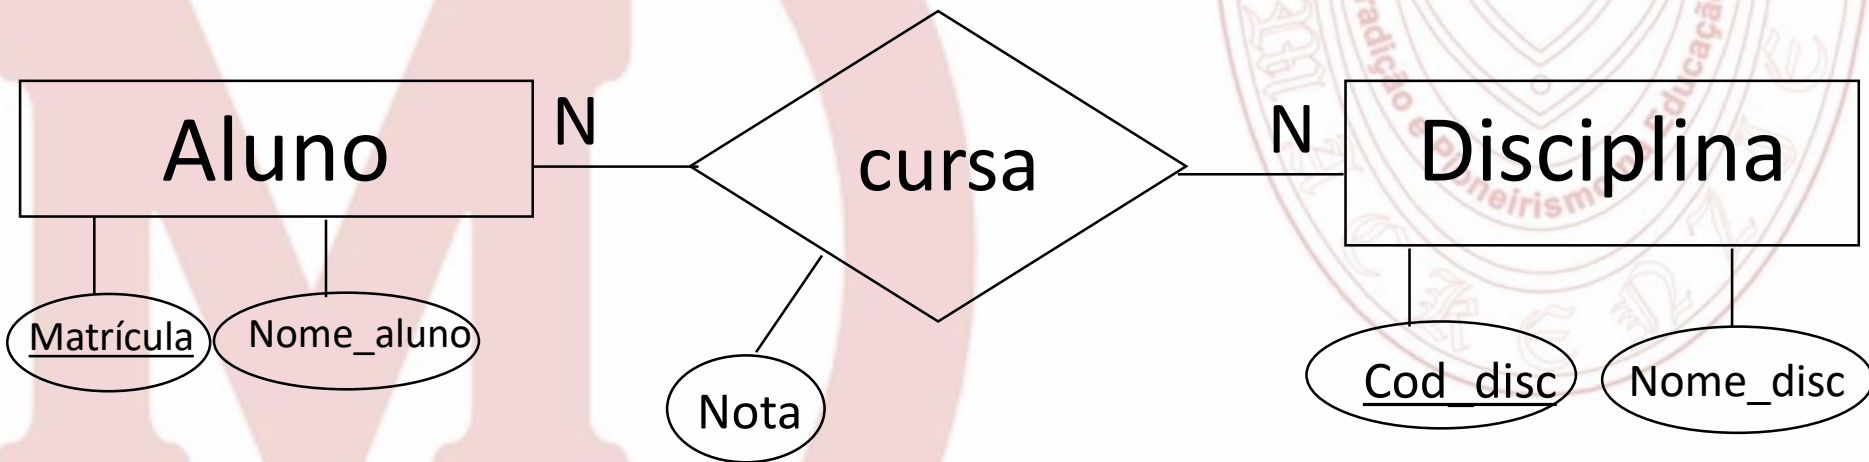 Aluno
N
cursa
N
Disciplina
Matrícula
Nome_aluno
Nota
Cod_disc
Nome_disc